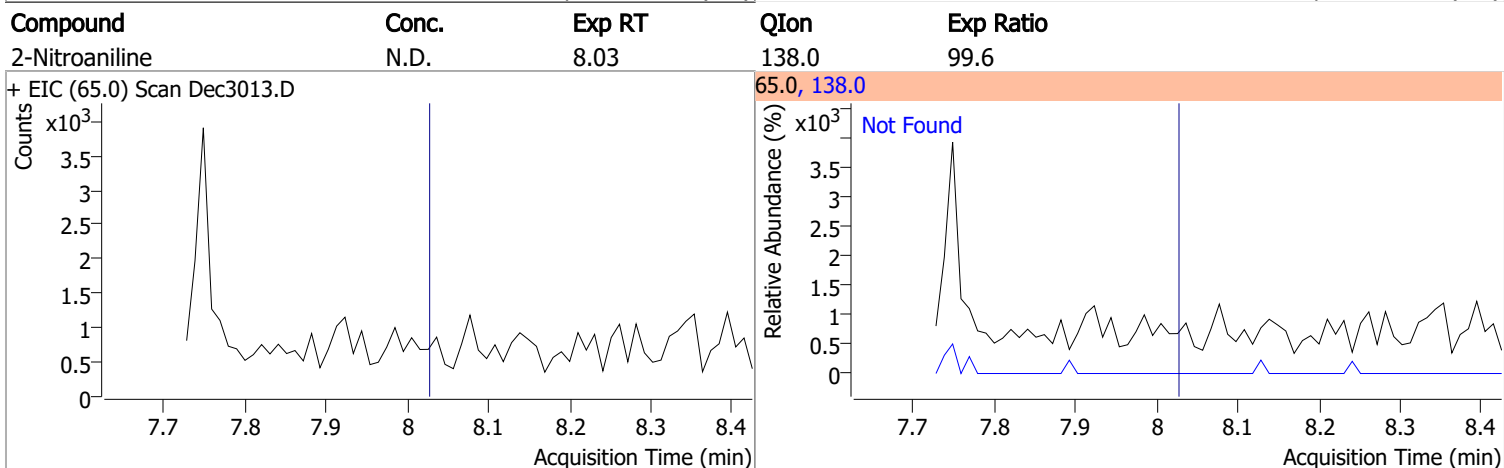 Compound Conc. Exp RT QIon Exp Ratio
2-Nitroaniline N.D. 8.03 138.0 99.6
+ EIC (65.0) Scan Dec3013.D
Counts
x10³
3.5
3
2.5
2
1.5
1
0.5
0
7.7 7.8 7.9 8 8.1 8.2 8.3 8.4
Acquisition Time (min)
65.0, 138.0
Relative Abundance (%)
x10³
Not Found
3.5
3
2.5
2
1.5
1
0.5
0
7.7 7.8 7.9 8 8.1 8.2 8.3 8.4
Acquisition Time (min)